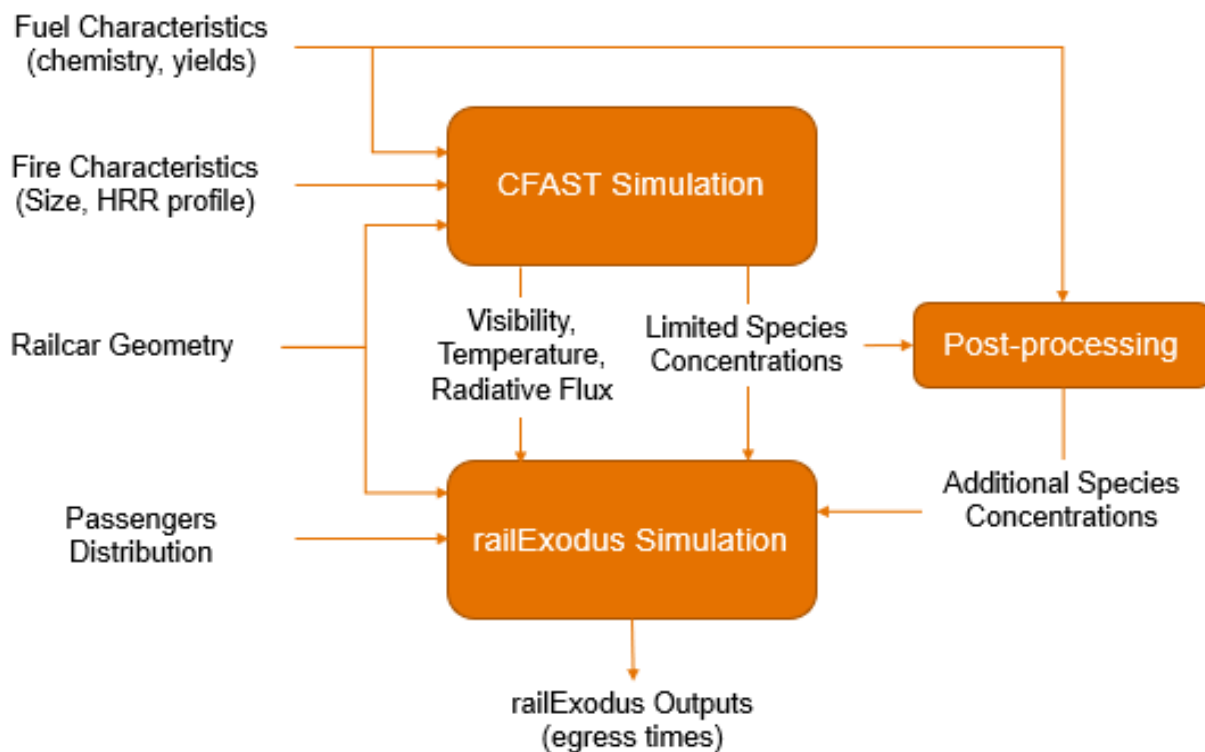 Fuel Characteristics
(chemistry, yields)
Fire Characteristics
(Size, HRR profile)
CFAST Simulation
Railcar Geometry
Visibility,
Temperature,
Radiative Flux
Limited Species
Concentrations
Post-processing
Passengers
Distribution
railExodus Simulation
Additional Species
Concentrations
railExodus Outputs
(egress times)